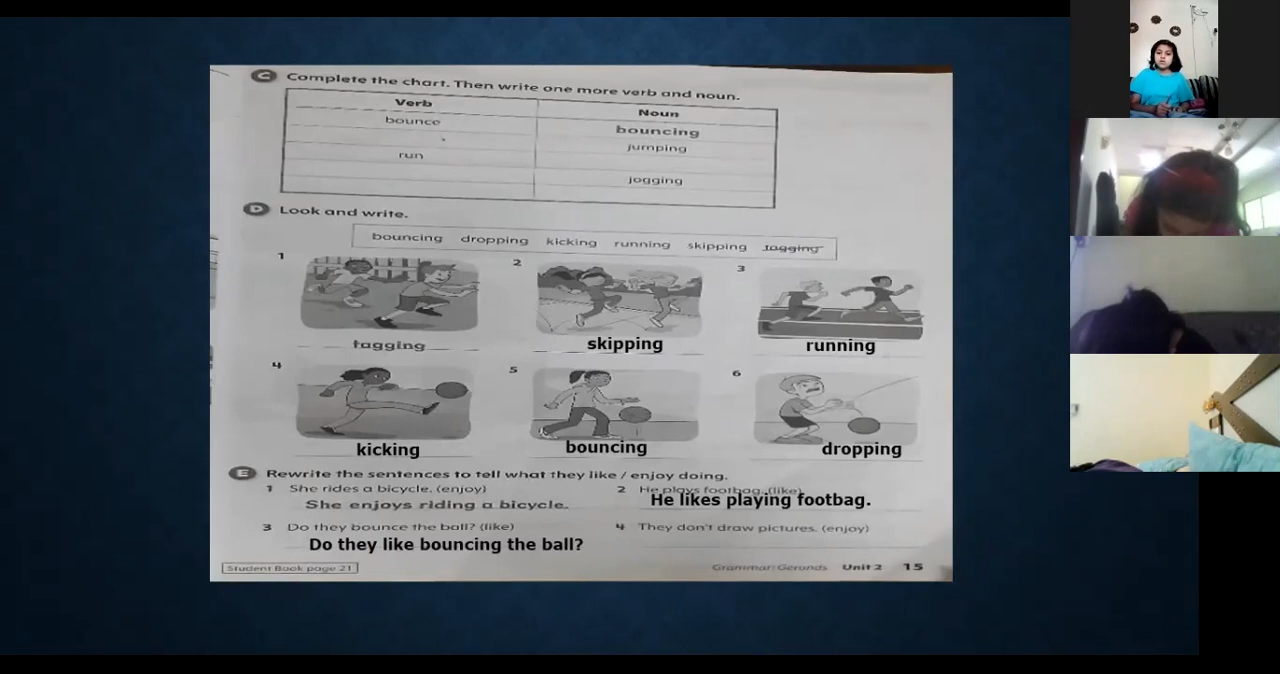 C Complete the chart. Then write one more verb and noun.
Verb Noun
bounce bouncing
jumping
run
jogging
D Look and write.
bouncing dropping kicking running skipping tagging
1 2 3
tagging skipping running
4 5 6
kicking bouncing dropping
E Rewrite the sentences to tell what they like / enjoy doing.
1 She rides a bicycle. (enjoy) 2 He plays footbag. (like)
She enjoys riding a bicycle. He likes playing footbag.
3 Do they bounce the ball? (like) 4 They don't draw pictures. (enjoy)
Do they like bouncing the ball?
Student Book page 21 Grammar: Gerunds Unit 2 15